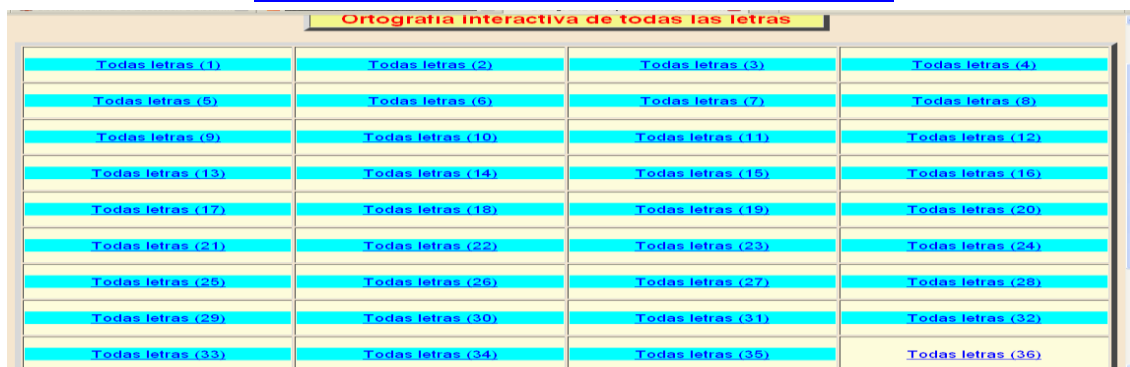 Ortografía interactiva de todas las letras
Todas letras (1) Todas letras (2) Todas letras (3) Todas letras (4)
Todas letras (5) Todas letras (6) Todas letras (7) Todas letras (8)
Todas letras (9) Todas letras (10) Todas letras (11) Todas letras (12)
Todas letras (13) Todas letras (14) Todas letras (15) Todas letras (16)
Todas letras (17) Todas letras (18) Todas letras (19) Todas letras (20)
Todas letras (21) Todas letras (22) Todas letras (23) Todas letras (24)
Todas letras (25) Todas letras (26) Todas letras (27) Todas letras (28)
Todas letras (29) Todas letras (30) Todas letras (31) Todas letras (32)
Todas letras (33) Todas letras (34) Todas letras (35) Todas letras (36)